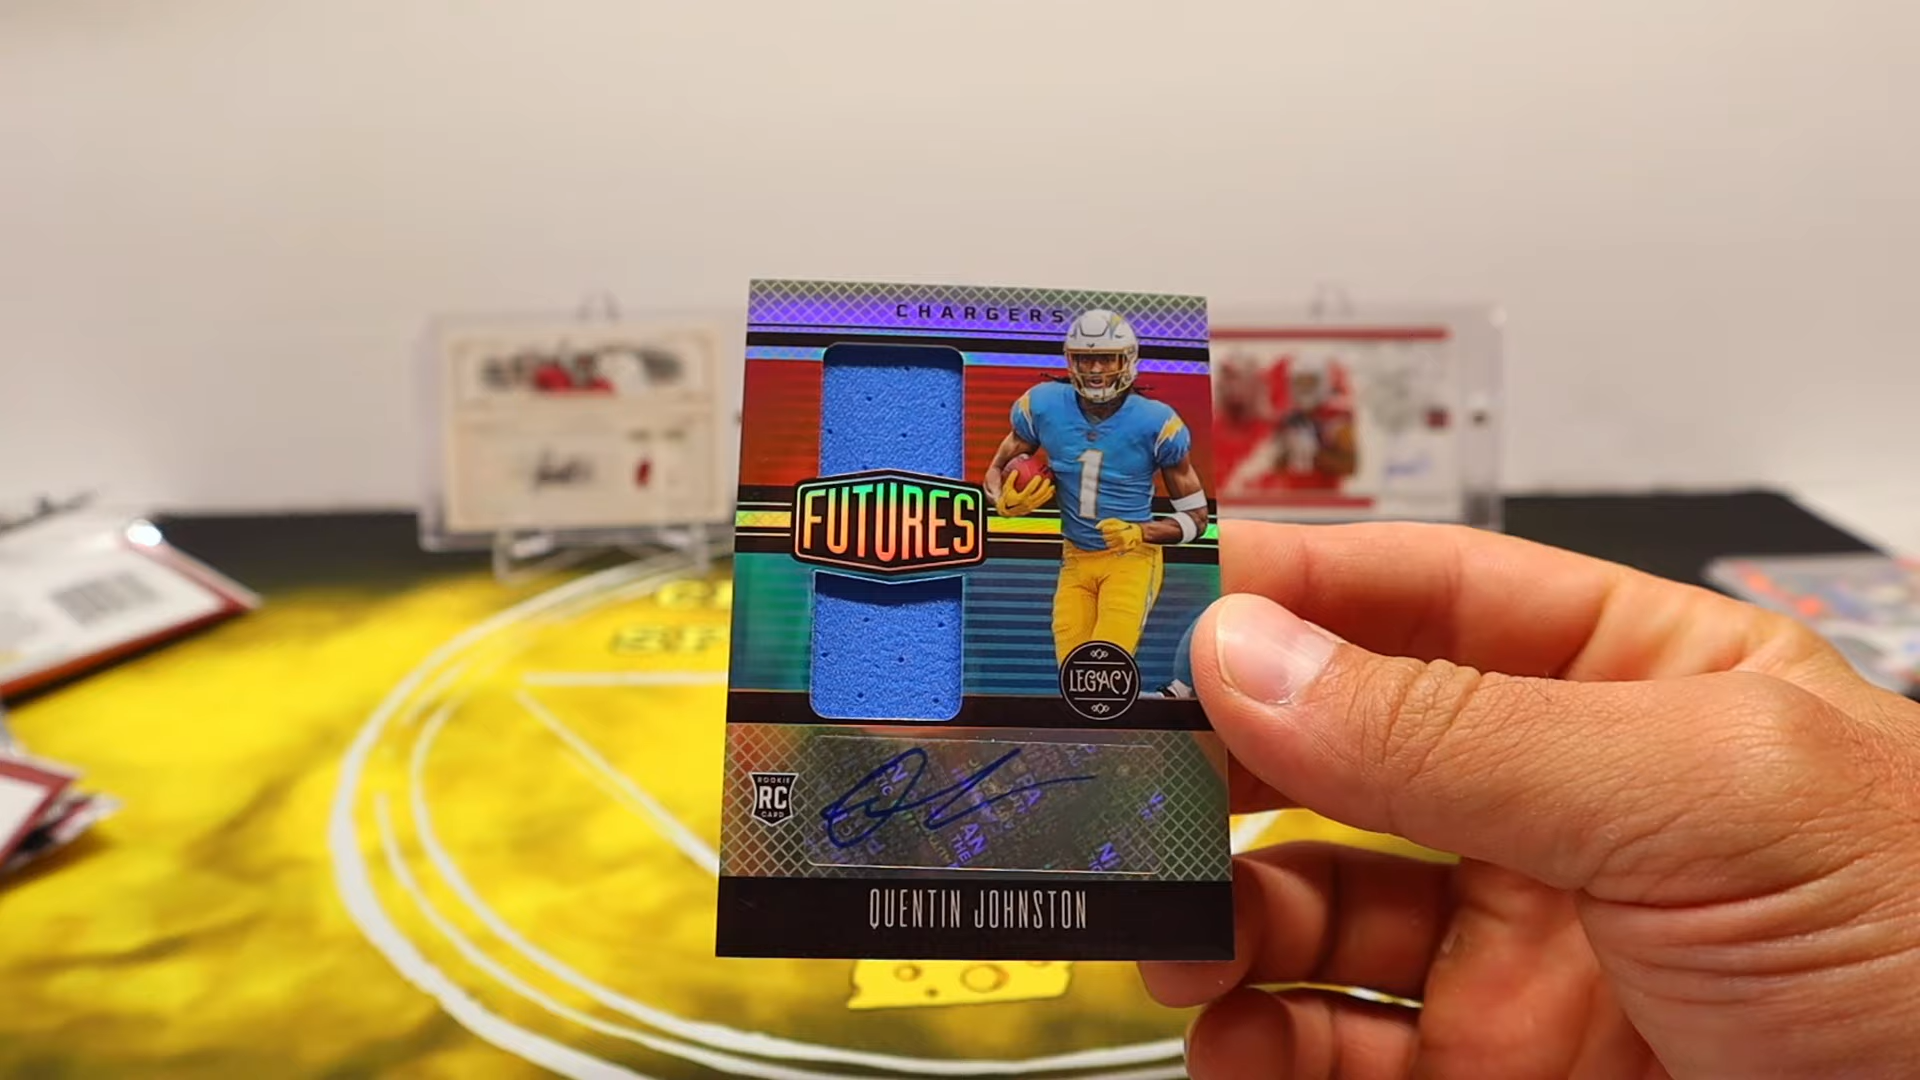 CHARGERS
1
FUTURES
LEGACY
ROOKIE
RC
CARD
QUENTIN JOHNSTON